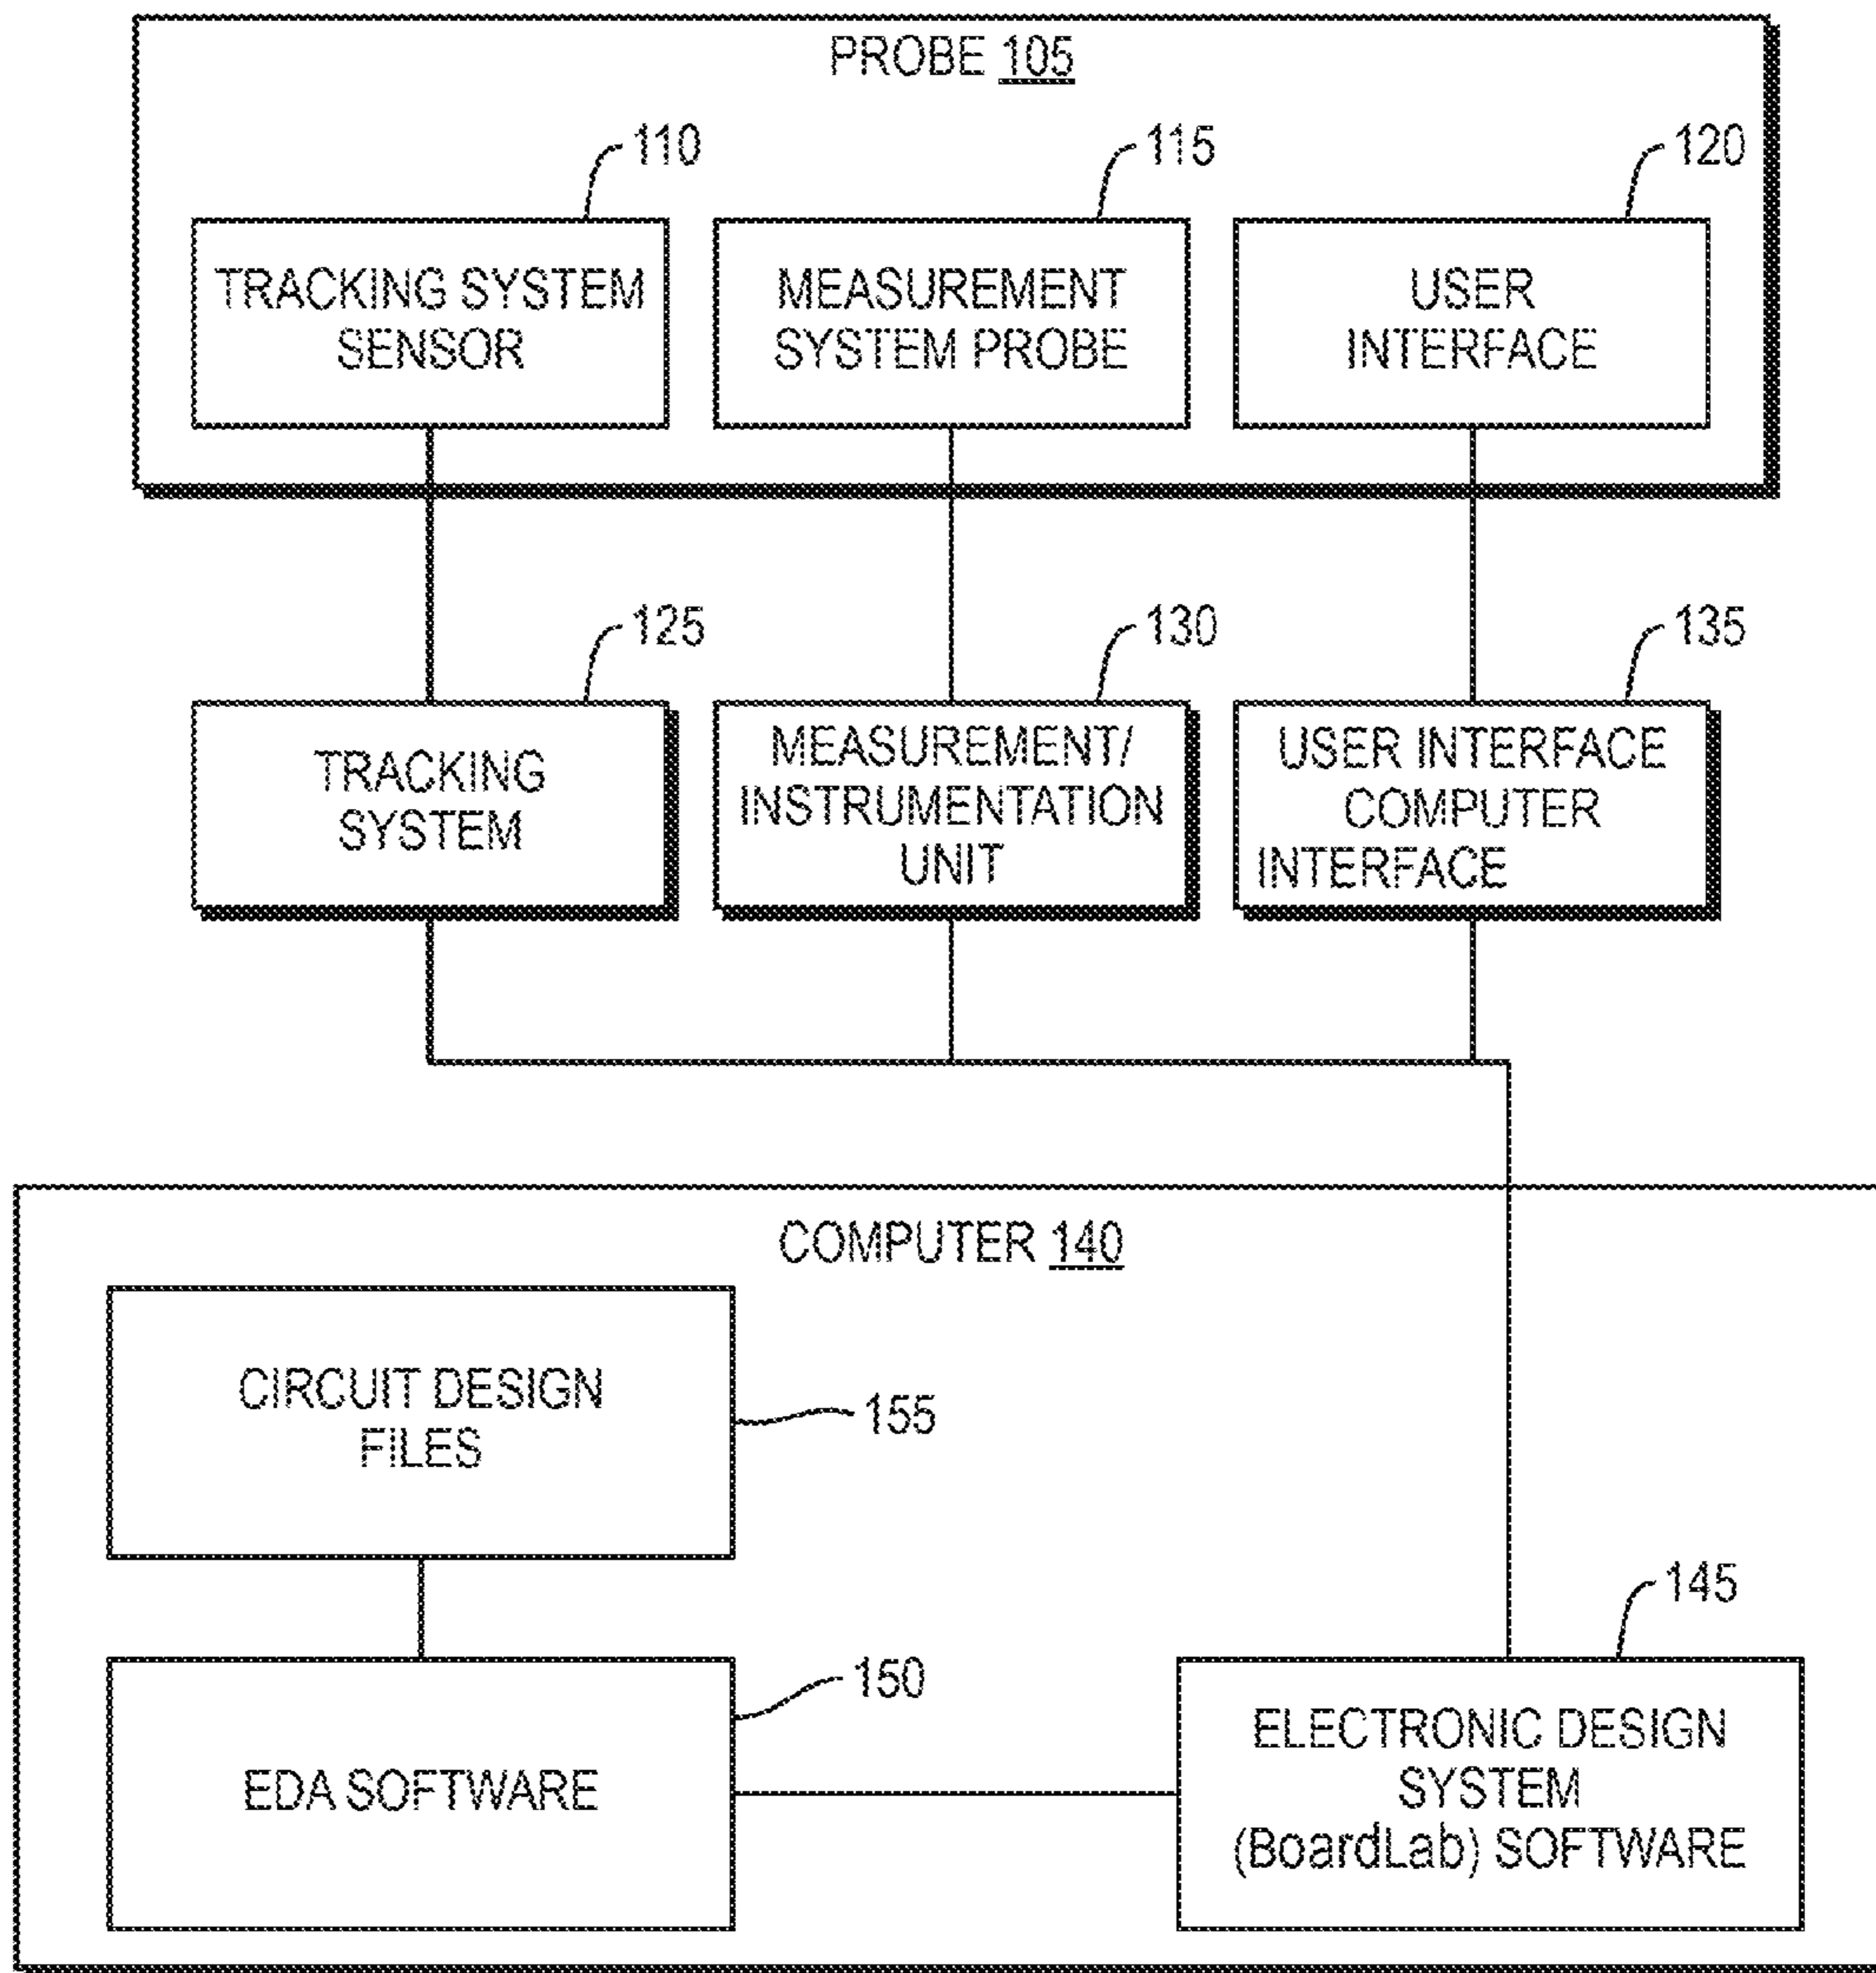 PROBE 105
110
115
120
TRACKING SYSTEM
SENSOR
MEASUREMENT
SYSTEM PROBE
USER
INTERFACE
125
130
135
TRACKING
SYSTEM
MEASUREMENT/
INSTRUMENTATION
UNIT
USER INTERFACE
COMPUTER
INTERFACE
COMPUTER 140
CIRCUIT DESIGN
FILES
155
145
150
EDA SOFTWARE
ELECTRONIC DESIGN
SYSTEM
(BoardLab) SOFTWARE